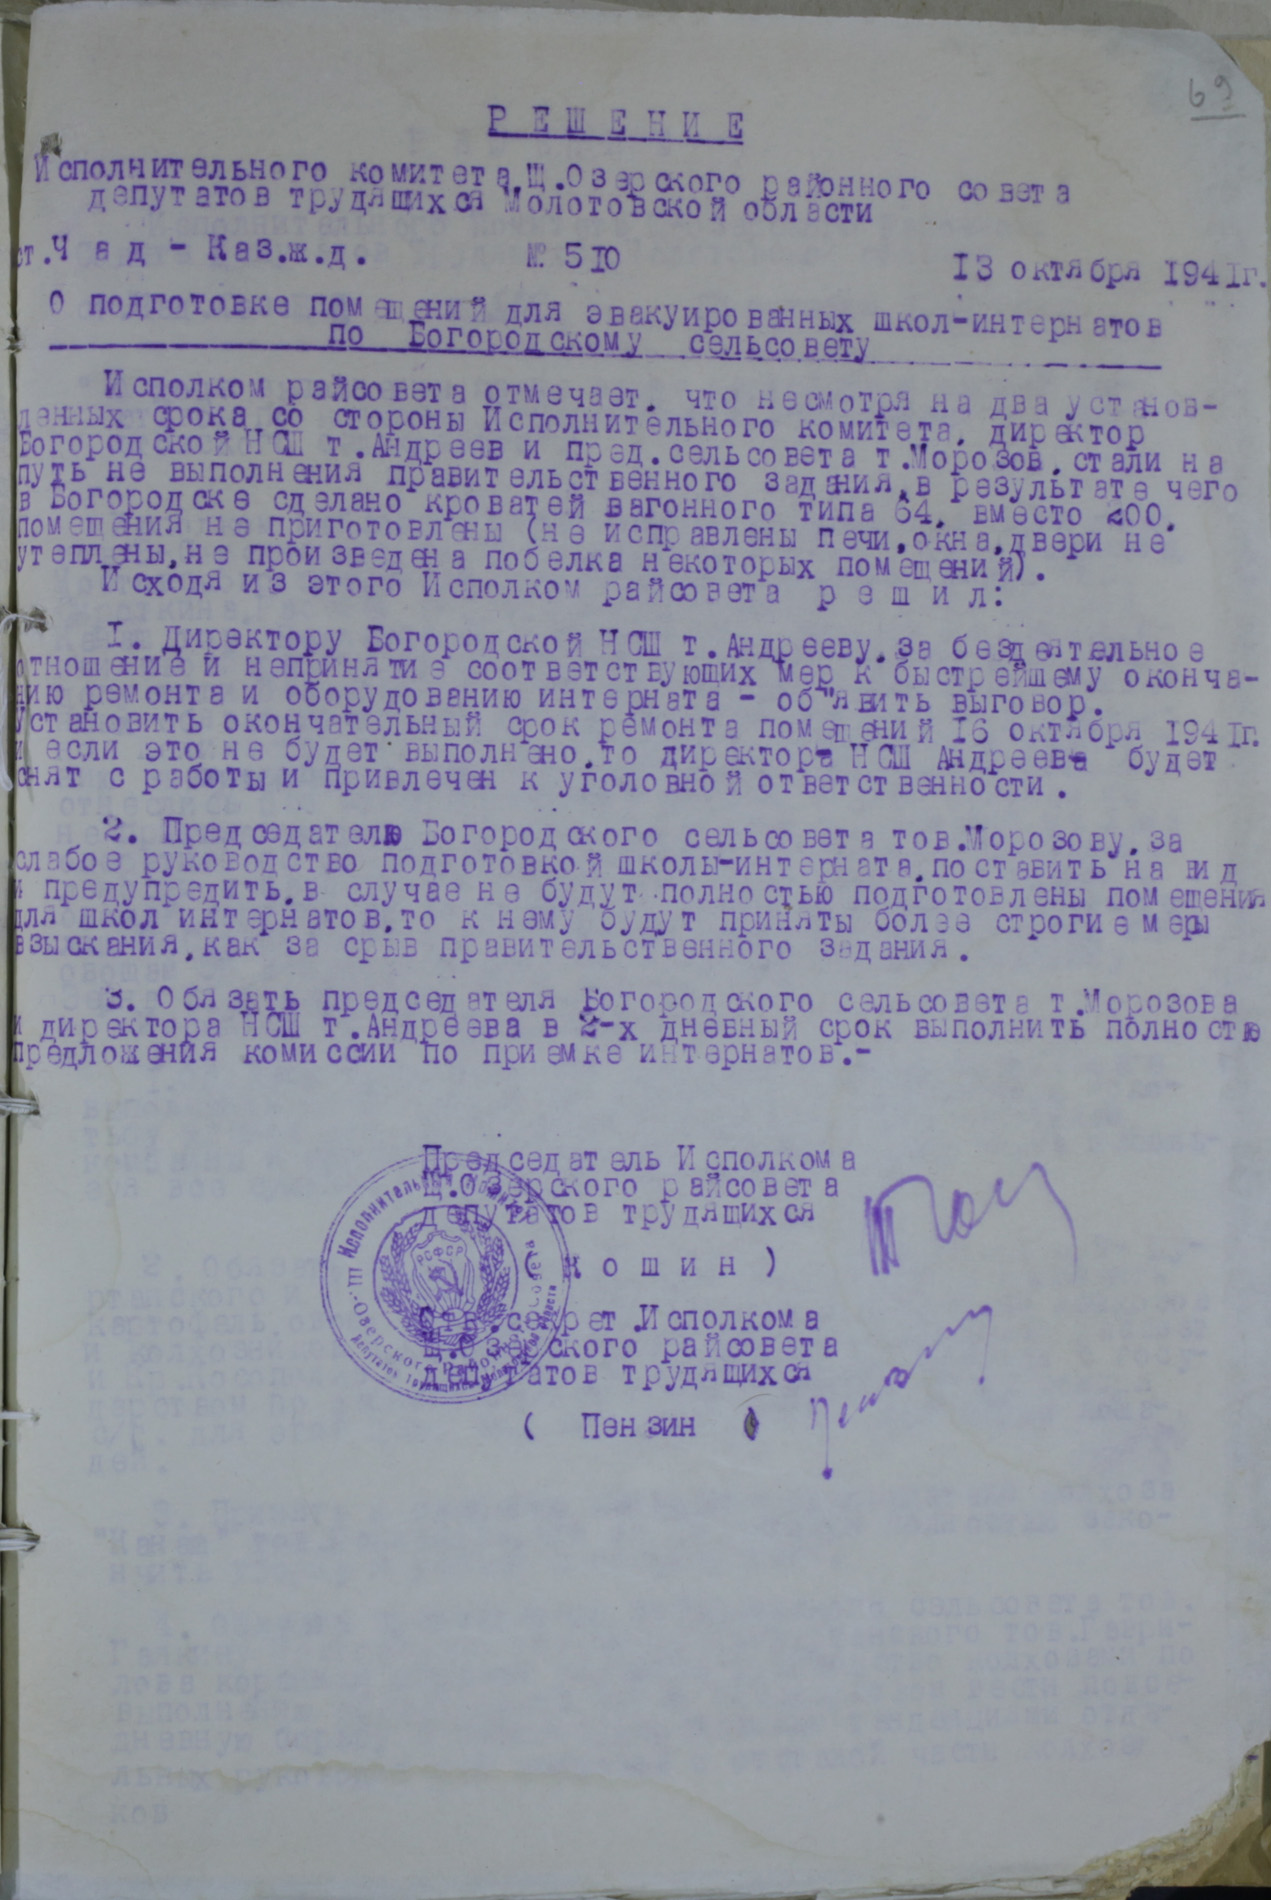 69
Р Е Ш Е Н И Е
Исполнительного комитета Щ.Озерского районного совета
депутатов трудящихся Молотовской области
ст.Ч а д - Каз.ж.д. № 510 13 октября 1941г.
О подготовке помещений для эвакуированных школ-интернатов
по Богородскому сельсовету
Исполком райсовета отмечает, что несмотря на два установ-
ленных срока со стороны Исполнительного комитета, директор
Богородской НСШ т.Андреев и пред.сельсовета т.Морозов, стали на
путь не выполнения правительственного задания, в результате чего
в Богородске сделано кроватей вагонного типа 64, вместо 200,
помещения не приготовлены (не исправлены печи,окна,двери не
утеплены,не произведена побелка некоторых помещений).
Исходя из этого Исполком райсовета р е ш и л:
1. Директору Богородской НСШ т.Андрееву, за бездеятельное
отношение и непринятие соответствующих мер к быстрейшему оконча-
нию ремонта и оборудованию интерната - об"явить выговор.
Установить окончательный срок ремонта помещений 16 октября 1941г.
и если это не будет выполнено,то директора НСШ Андреева будет
снят с работы и привлечен к уголовной ответственности.
2. Председателю Богородского сельсовета тов.Морозову, за
слабое руководство подготовкой школы-интерната,поставить на вид
и предупредить,в случае не будут полностью подготовлены помещения
для школ интернатов,то к нему будут приняты более строгие меры
взыскания,как за срыв правительственного задания.
3. Обязать председателя Богородского сельсовета т.Морозова
и директора НСШ т.Андреева в 2-х дневный срок выполнить полностю
предложения комиссии по приемке интернатов.-
Председатель Исполкома
Щ.Озерского райсовета
депутатов трудящихся
( К о ш и н )
Отв.секрет.Исполкома
Щ.Озерского райсовета
депутатов трудящихся
( Пензин )
РСФСР